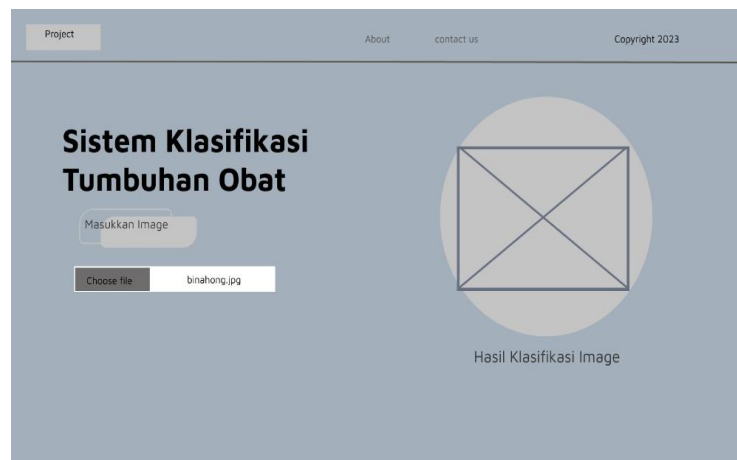 Project
About
contact us
Copyright 2023
Sistem Klasifikasi
Tumbuhan Obat
Masukkan Image
Choose file
binahong.jpg
Hasil Klasifikasi Image